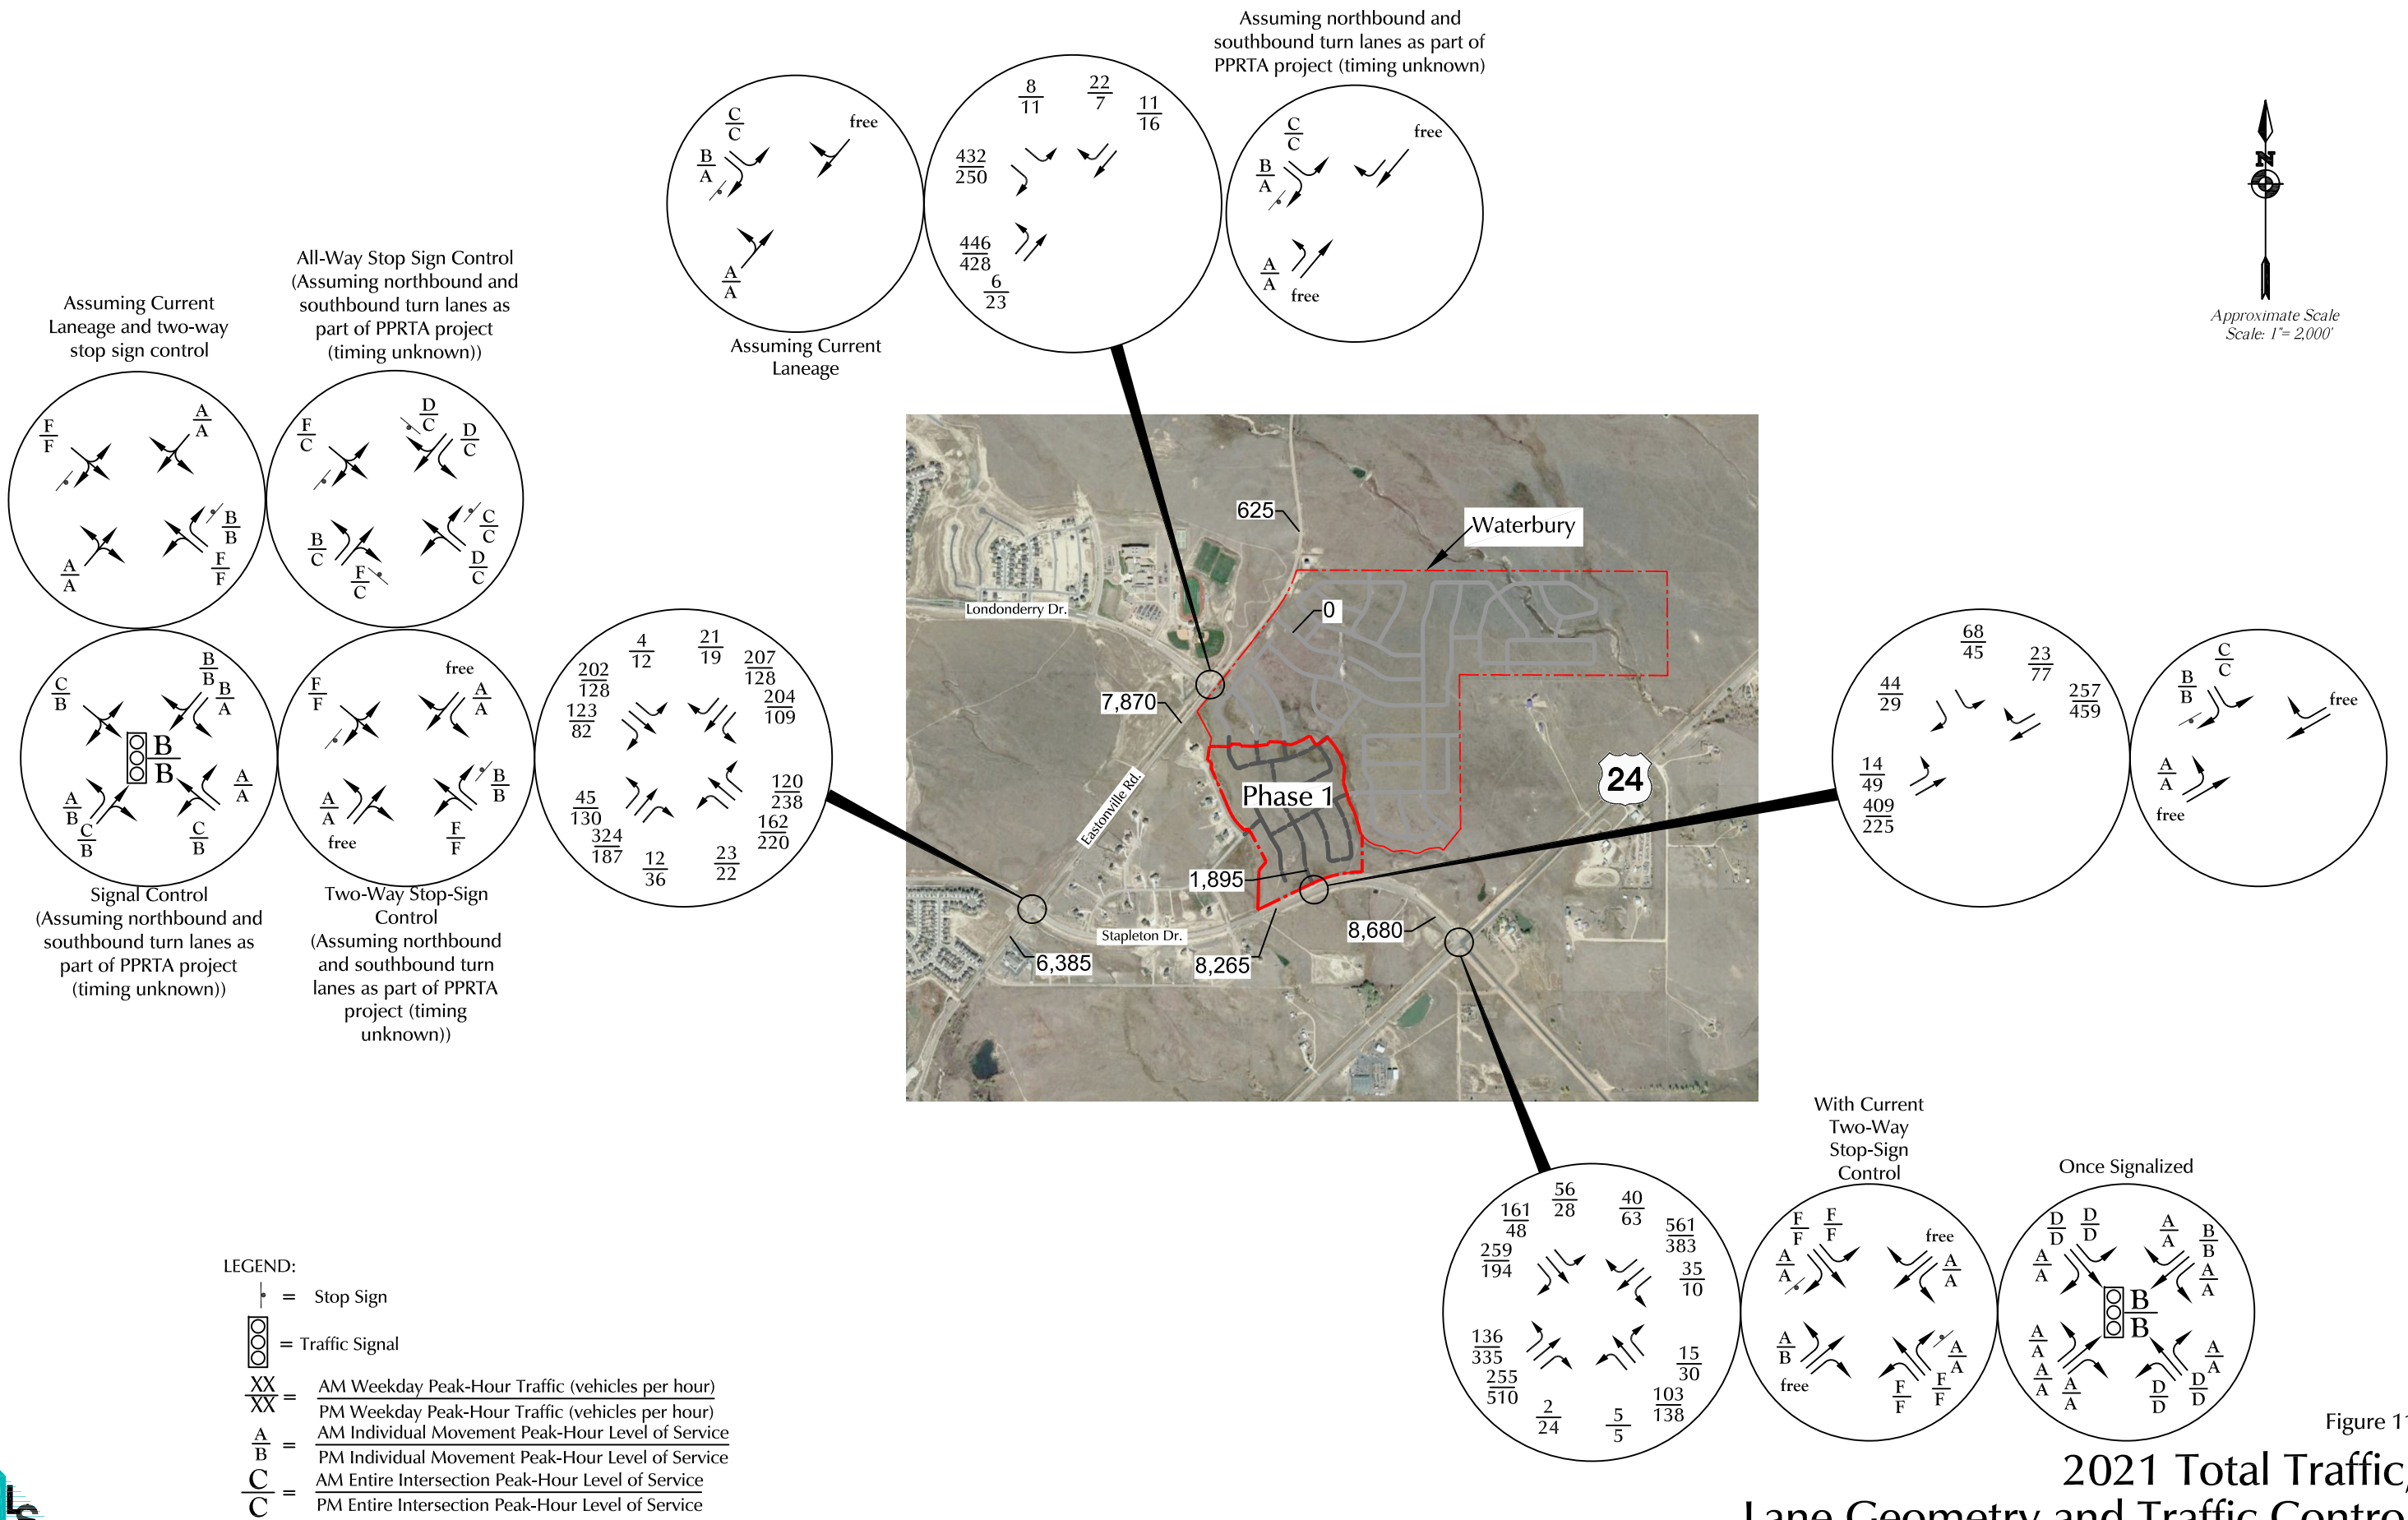 Assuming northbound and
southbound turn lanes as part of
PPRTA project (timing unknown)
C
C
B
A
free
A
A
Assuming Current
Laneage
8
11
22
7
11
16
432
250
446
428
6
23
C
C
B
A
free
A
A
free
N
Approximate Scale
Scale: 1"= 2,000'
Assuming Current
Laneage and two-way
stop sign control
F
F
A
A
B
B
F
F
A
A
All-Way Stop Sign Control
(Assuming northbound and
southbound turn lanes as
part of PPRTA project
(timing unknown))
F
C
D
C
D
C
B
C
F
C
C
C
D
C
C
B
B
B
B
A
B
B
A
B
C
B
A
A
C
B
Signal Control
(Assuming northbound and
southbound turn lanes as
part of PPRTA project
(timing unknown))
F
F
free
A
A
A
A
free
B
B
F
F
Two-Way Stop-Sign
Control
(Assuming northbound
and southbound turn
lanes as part of PPRTA
project (timing
unknown))
4
12
21
19
202
128
207
128
123
82
204
109
45
130
120
238
324
187
162
220
12
36
23
22
625
Waterbury
Londonderry Dr.
0
7,870
Eastonville Rd.
Phase 1
24
1,895
8,680
Stapleton Dr.
6,385
8,265
68
45
23
77
44
29
257
459
14
49
409
225
C
C
B
B
free
A
A
free
56
28
40
63
161
48
561
383
259
194
35
10
136
335
15
30
255
510
103
138
2
24
5
5
With Current
Two-Way
Stop-Sign
Control
F
F
F
F
A
A
free
A
A
A
B
free
A
A
F
F
F
F
Once Signalized
D
D
D
D
A
A
A
A
B
B
A
A
B
B
A
A
A
A
A
A
A
A
D
D
D
D
LEGEND:
= Stop Sign
= Traffic Signal
XX
XX
=
AM Weekday Peak-Hour Traffic (vehicles per hour)
PM Weekday Peak-Hour Traffic (vehicles per hour)
A
B
=
AM Individual Movement Peak-Hour Level of Service
PM Individual Movement Peak-Hour Level of Service
C
C
=
AM Entire Intersection Peak-Hour Level of Service
PM Entire Intersection Peak-Hour Level of Service
LS
Figure 11
2021 Total Traffic,
Lane Geometry and Traffic Contro